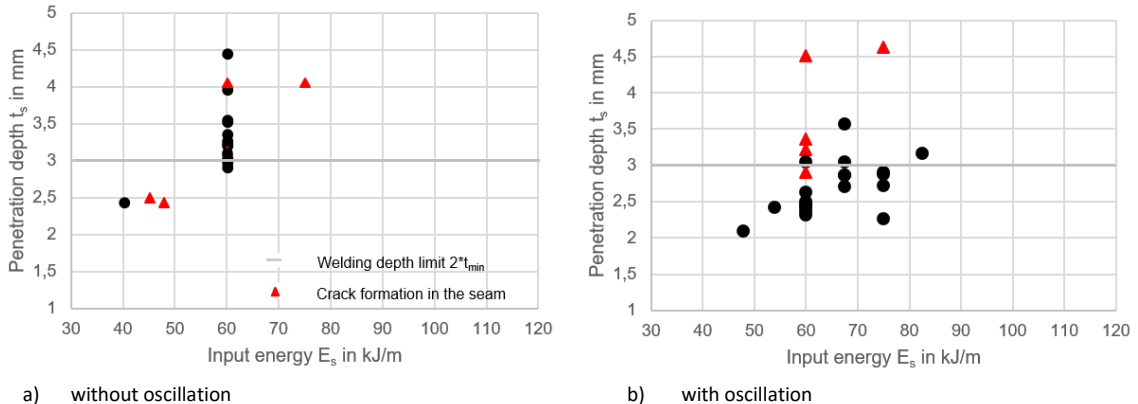 5
4,5
4
3,5
3
2,5
2
1,5
1
Penetration depth ts in mm
30 40 50 60 70 80 90 100 110 120
Input energy Es in kJ/m
Welding depth limit 2*tmin
Crack formation in the seam
a) without oscillation
5
4,5
4
3,5
3
2,5
2
1,5
1
Penetration depth ts in mm
30 40 50 60 70 80 90 100 110 120
Input energy Es in kJ/m
b) with oscillation